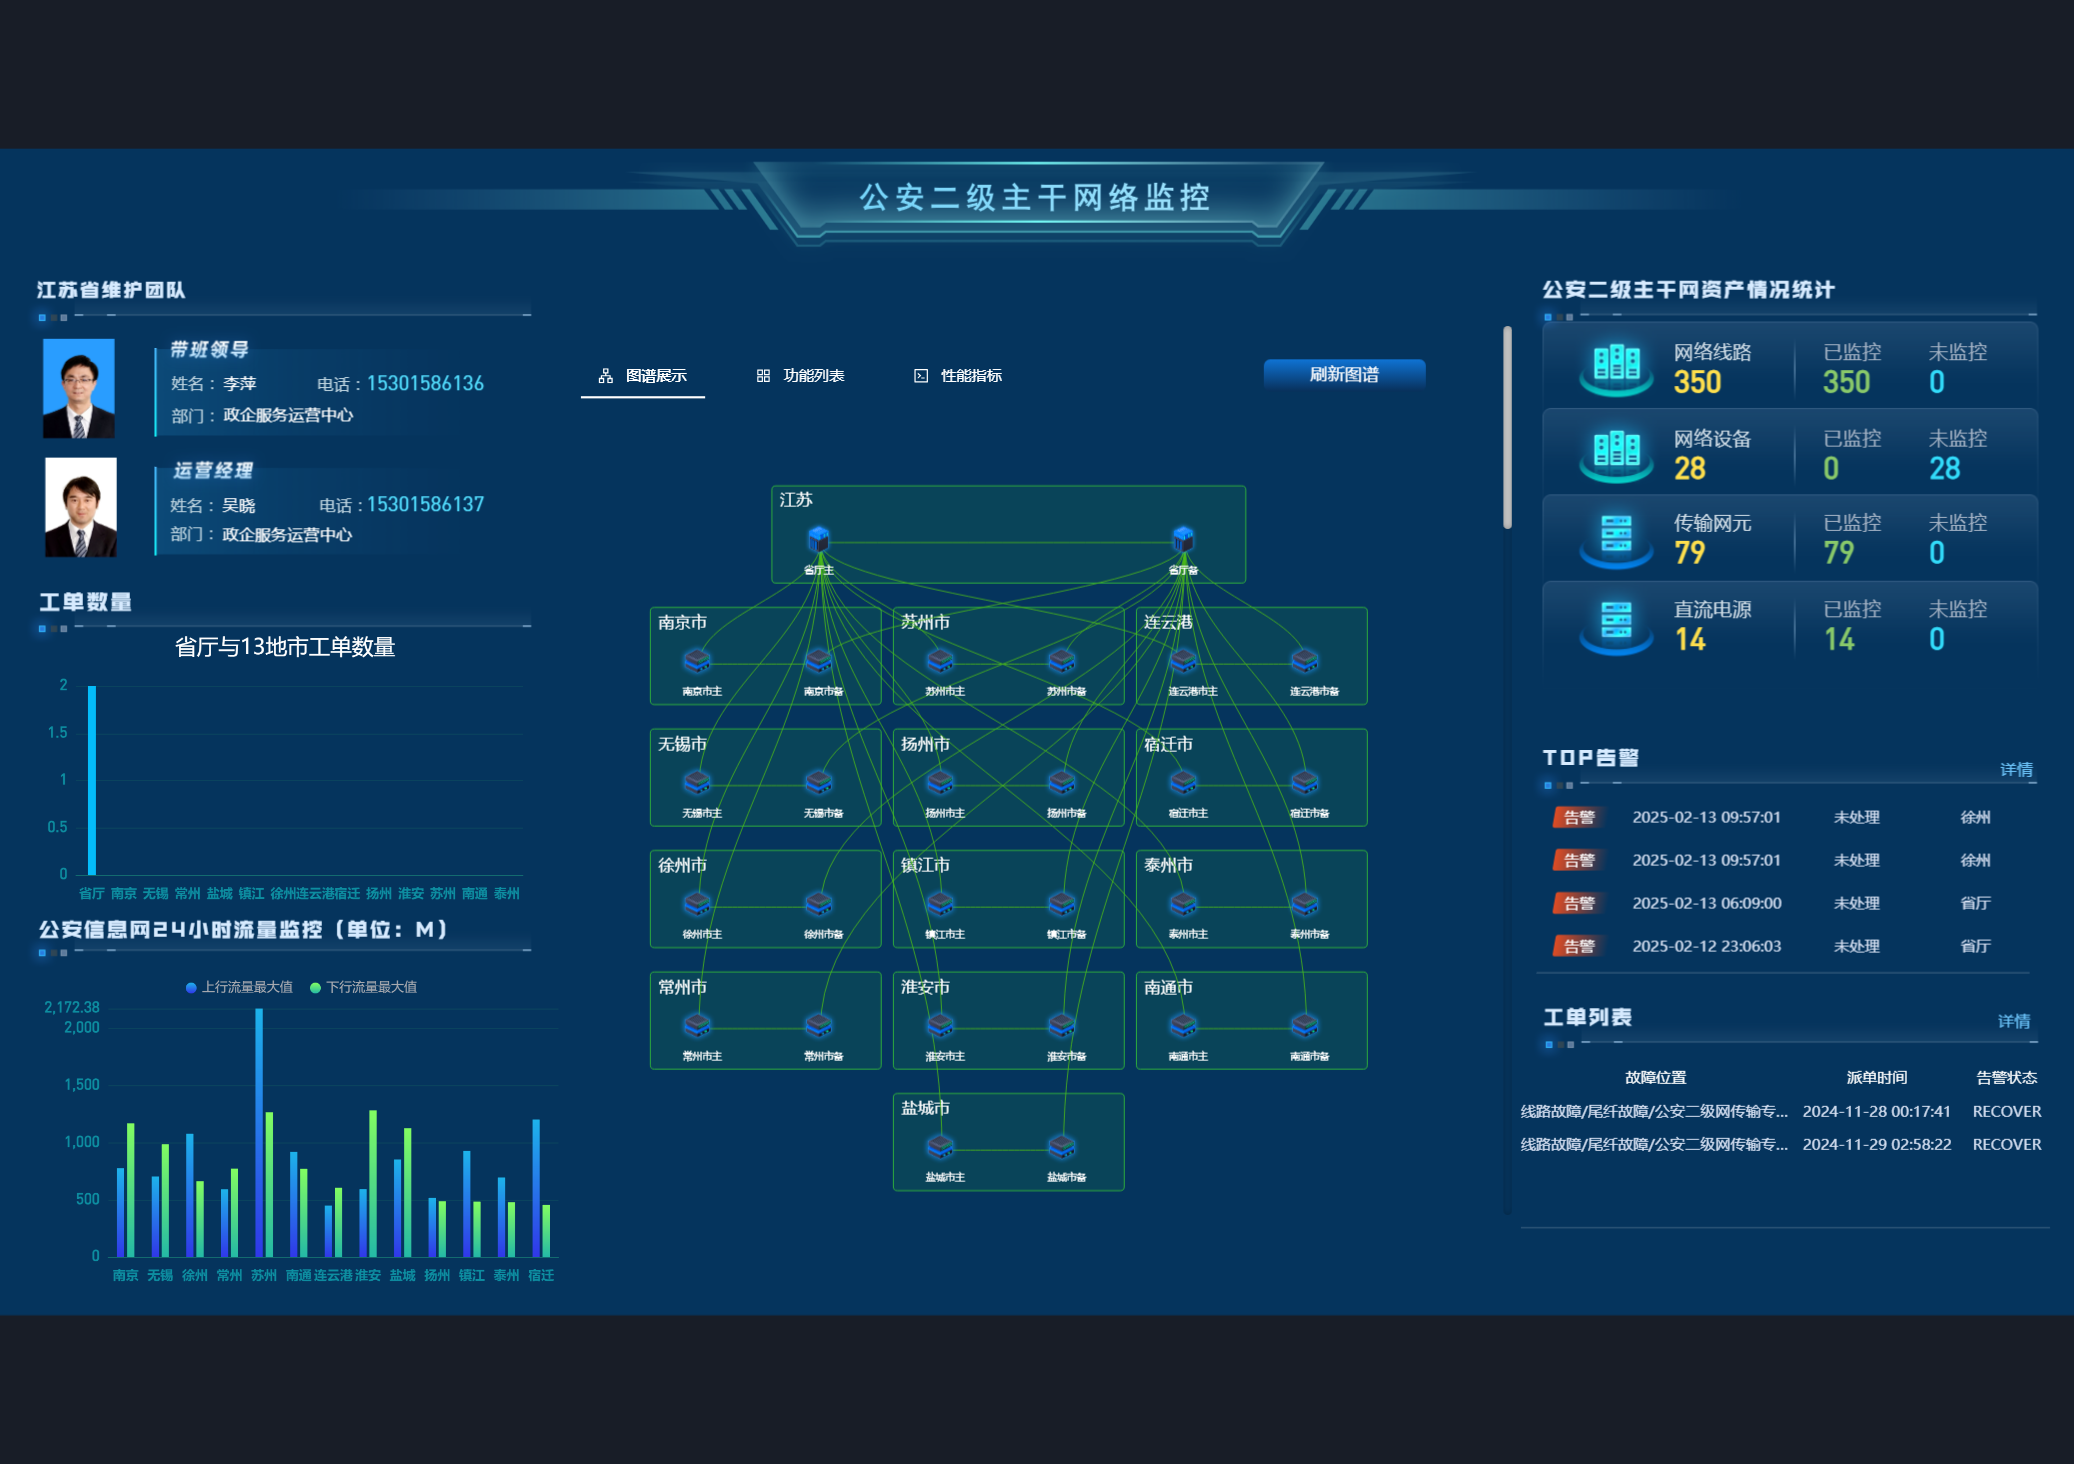 公安二级主干网络监控
江苏省维护团队
带班领导
姓名： 李萍 电话：15301586136
部门： 政企服务运营中心
运营经理
姓名： 吴晓 电话：15301586137
部门： 政企服务运营中心
工单数量
省厅与13地市工单数量
2
1.5
1
0.5
0
省厅 南京 无锡 常州 盐城 镇江 徐州 连云港 宿迁 扬州 淮安 苏州 南通 泰州
公安信息网24小时流量监控（单位：M）
上行流量最大值 下行流量最大值
2,172.38
2,000
1,500
1,000
500
0
南京 无锡 徐州 常州 苏州 南通 连云港 淮安 盐城 扬州 镇江 泰州 宿迁
图谱展示 功能列表 性能指标 刷新图谱
江苏
省厅主 省厅备
南京市 苏州市 连云港
南京市主 南京市备 苏州市主 苏州市备 连云港市主 连云港市备
无锡市 扬州市 宿迁市
无锡市主 无锡市备 扬州市主 扬州市备 宿迁市主 宿迁市备
徐州市 镇江市 泰州市
徐州市主 徐州市备 镇江市主 镇江市备 泰州市主 泰州市备
常州市 淮安市 南通市
常州市主 常州市备 淮安市主 淮安市备 南通市主 南通市备
盐城市
盐城市主 盐城市备
公安二级主干网资产情况统计
网络线路 已监控 未监控
350 350 0
网络设备 已监控 未监控
28 0 28
传输网元 已监控 未监控
79 79 0
直流电源 已监控 未监控
14 14 0
TOP告警
详情
告警 2025-02-13 09:57:01 未处理 徐州
告警 2025-02-13 09:57:01 未处理 徐州
告警 2025-02-13 06:09:00 未处理 省厅
告警 2025-02-12 23:06:03 未处理 省厅
工单列表
详情
故障位置 派单时间 告警状态
线路故障/尾纤故障/公安二级网传输专... 2024-11-28 00:17:41 RECOVER
线路故障/尾纤故障/公安二级网传输专... 2024-11-29 02:58:22 RECOVER